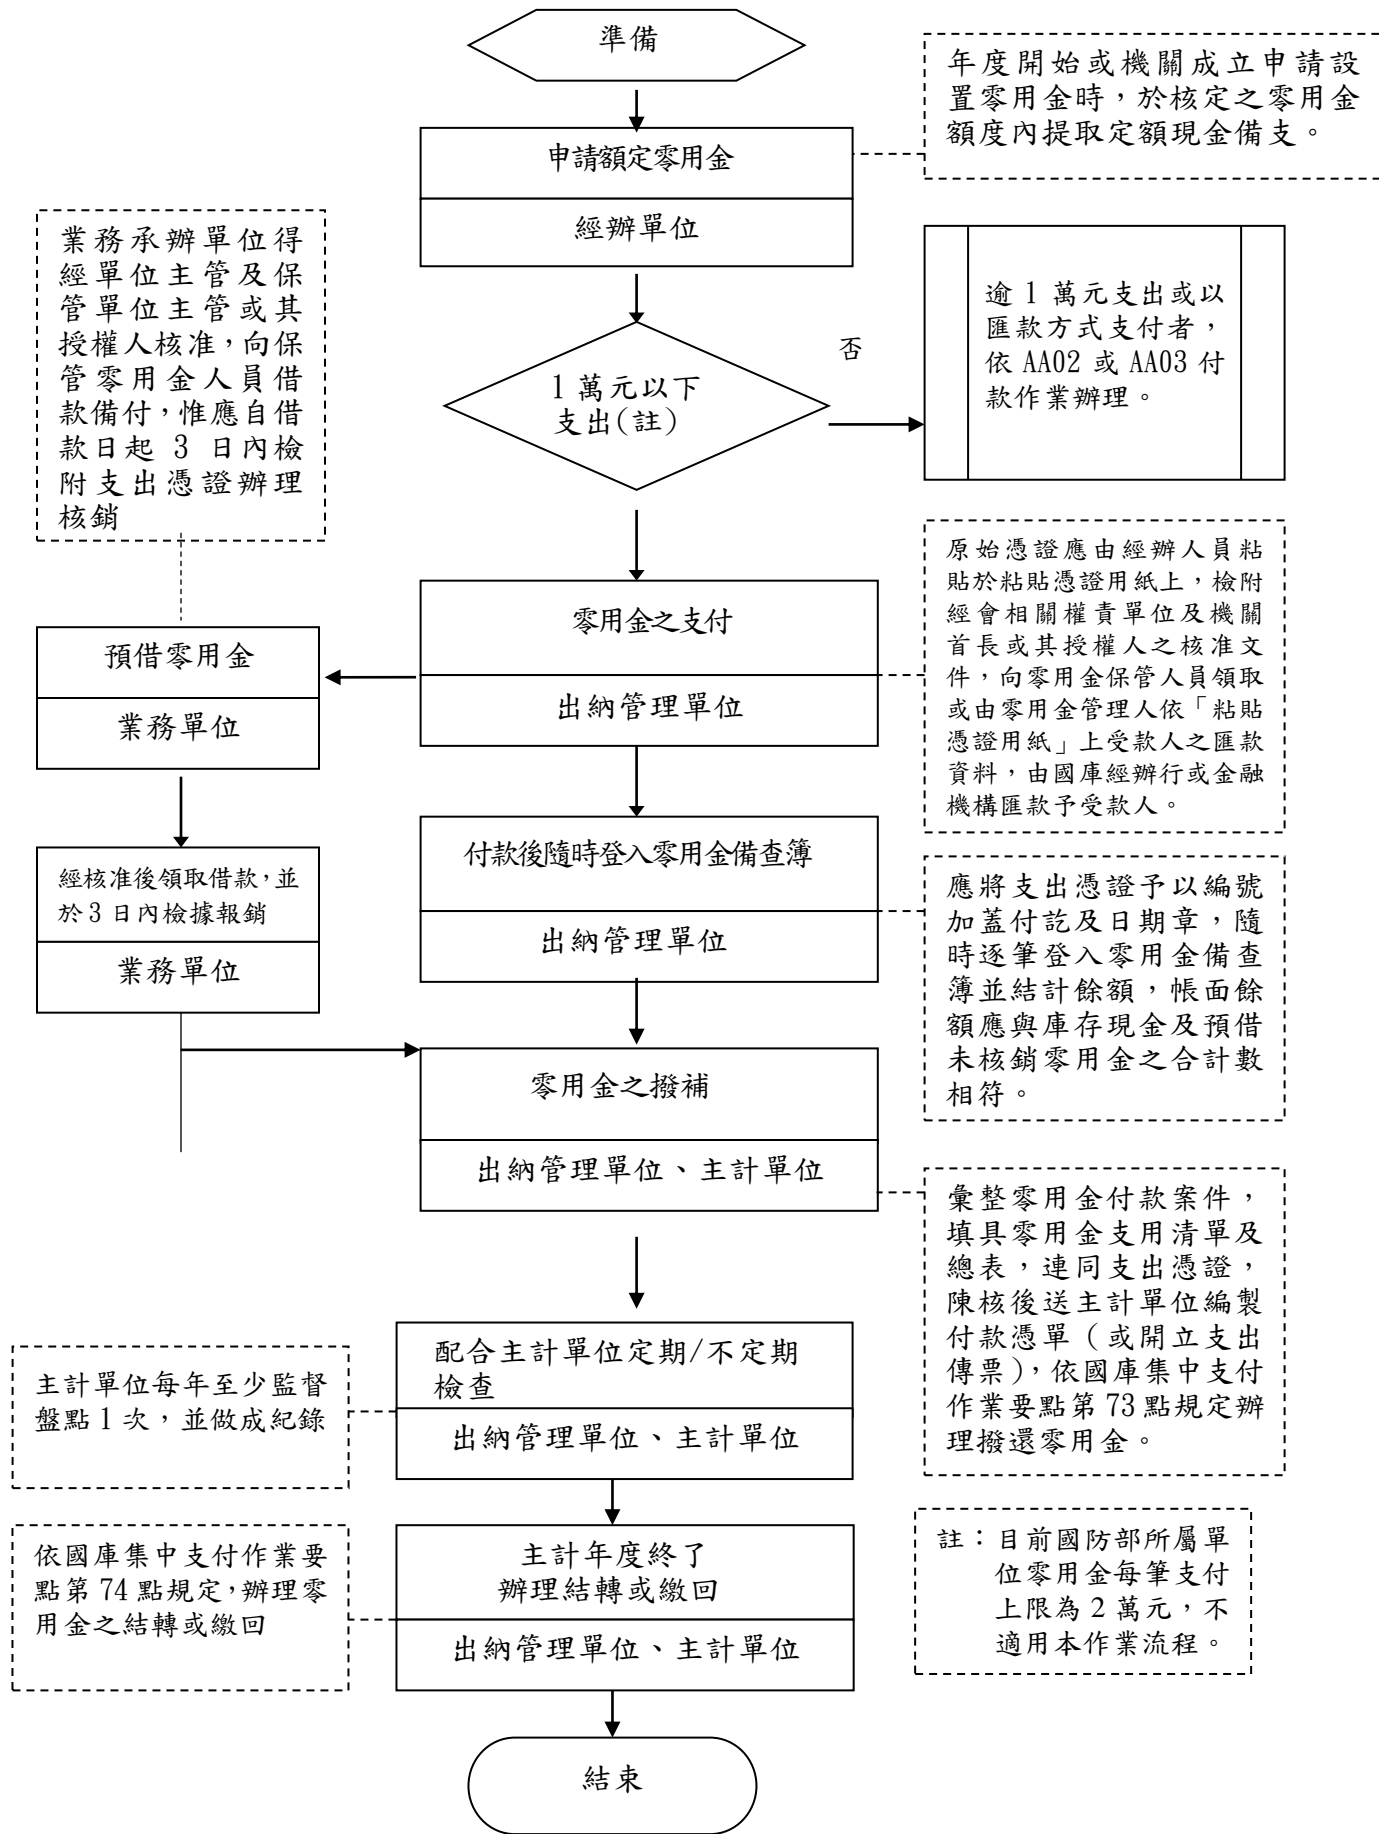 準備
年度開始或機關成立申請設
置零用金時，於核定之零用金
額度內提取定額現金備支。
申請額定零用金
經辦單位
業務承辦單位得
經單位主管及保
管單位主管或其
授權人核准，向保
管零用金人員借
款備付，惟應自借
款日起 3 日內檢
附支出憑證辦理
核銷
1 萬元以下
支出(註)
否
逾 1 萬元支出或以
匯款方式支付者，
依 AA02 或 AA03 付
款作業辦理。
原始憑證應由經辦人員粘
貼於粘貼憑證用紙上，檢附
經會相關權責單位及機關
首長或其授權人之核准文
件，向零用金保管人員領取
或由零用金管理人依「粘貼
憑證用紙」上受款人之匯款
資料，由國庫經辦行或金融
機構匯款予受款人。
零用金之支付
出納管理單位
預借零用金
業務單位
付款後隨時登入零用金備查簿
出納管理單位
經核准後領取借款，並
於 3 日內檢據報銷
業務單位
應將支出憑證予以編號
加蓋付訖及日期章，隨
時逐筆登入零用金備查
簿並結計餘額，帳面餘
額應與庫存現金及預借
未核銷零用金之合計數
相符。
零用金之撥補
出納管理單位、主計單位
彙整零用金付款案件，
填具零用金支用清單及
總表，連同支出憑證，
陳核後送主計單位編製
付款憑單（或開立支出
傳票），依國庫集中支付
作業要點第 73 點規定辦
理撥還零用金。
配合主計單位定期/不定期
檢查
出納管理單位、主計單位
主計單位每年至少監督
盤點 1 次，並做成紀錄
主計年度終了
辦理結轉或繳回
出納管理單位、主計單位
依國庫集中支付作業要
點第 74 點規定，辦理零
用金之結轉或繳回
註：目前國防部所屬單
位零用金每筆支付
上限為 2 萬元，不
適用本作業流程。
結束